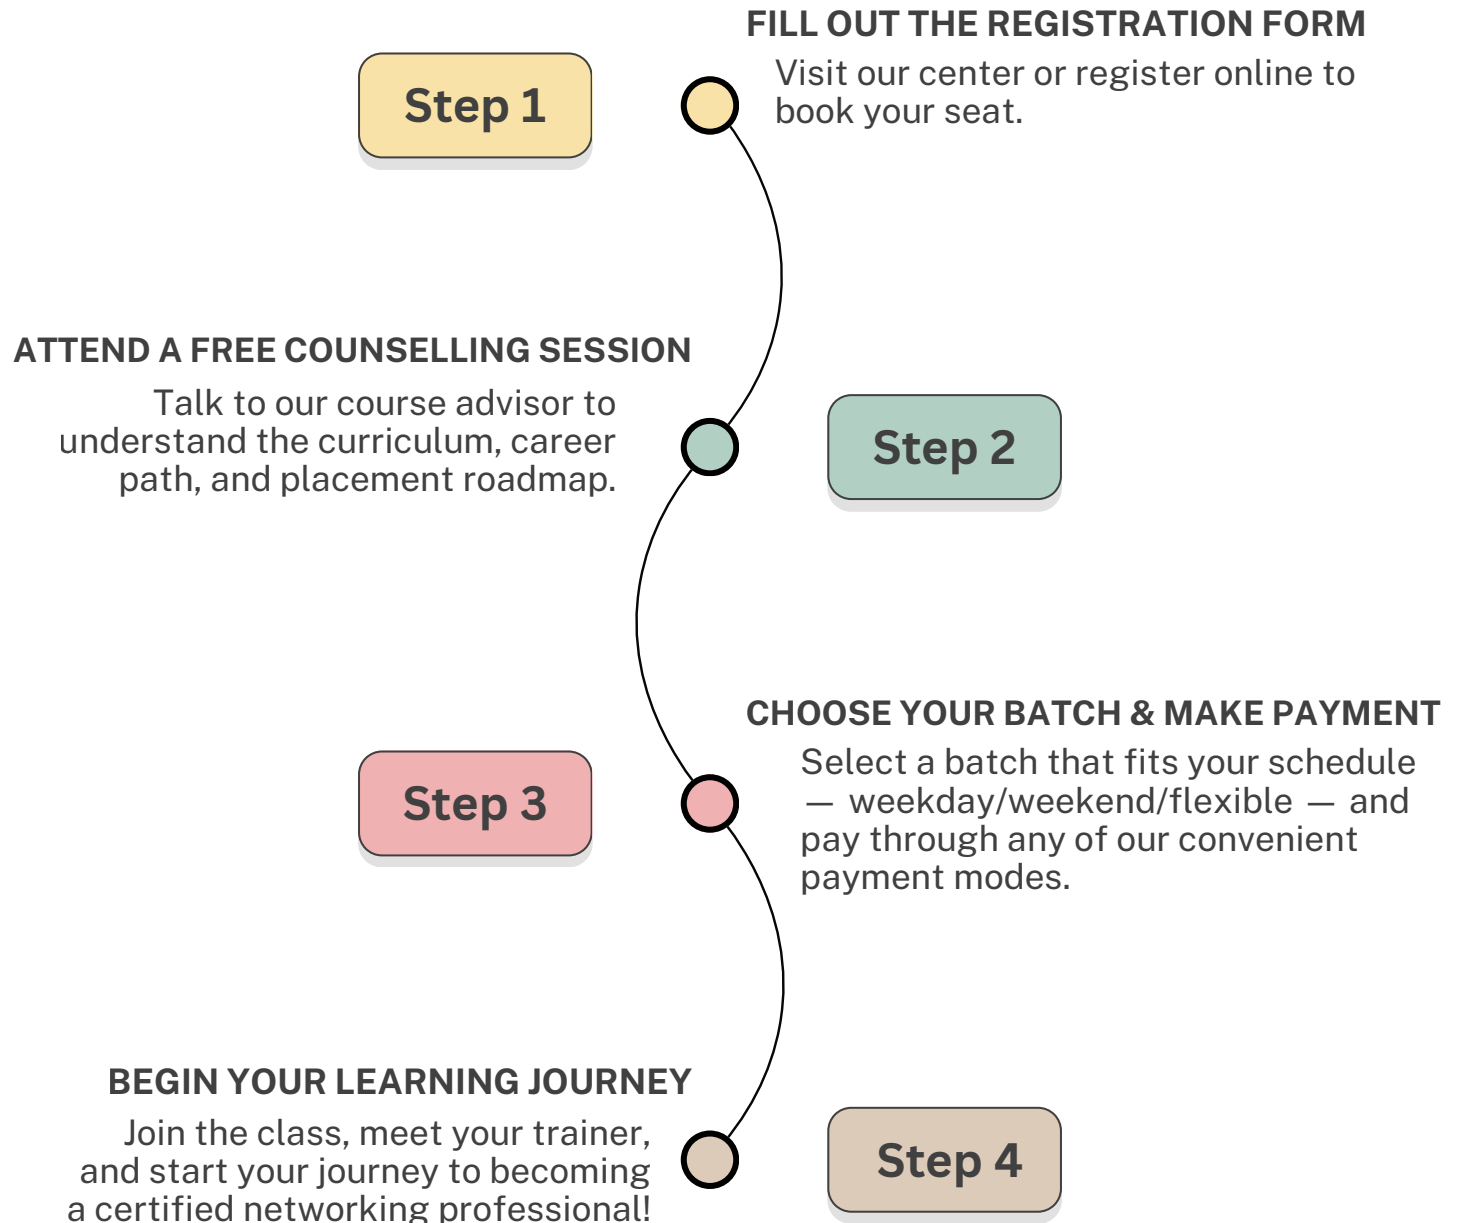 FILL OUT THE REGISTRATION FORM
Step 1
Visit our center or register online to
book your seat.
ATTEND A FREE COUNSELLING SESSION
Talk to our course advisor to
understand the curriculum, career
path, and placement roadmap.
Step 2
CHOOSE YOUR BATCH & MAKE PAYMENT
Step 3
Select a batch that fits your schedule
— weekday/weekend/flexible — and
pay through any of our convenient
payment modes.
BEGIN YOUR LEARNING JOURNEY
Join the class, meet your trainer,
and start your journey to becoming
a certified networking professional!
Step 4